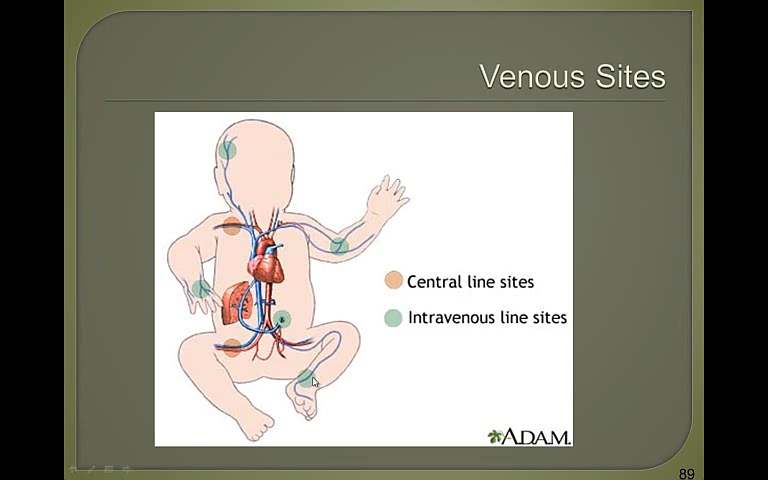 Venous Sites
Central line sites
Intravenous line sites
ADAM.
89